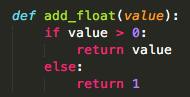 def add_float(value):
    if value > 0:
        return value
    else:
        return 1